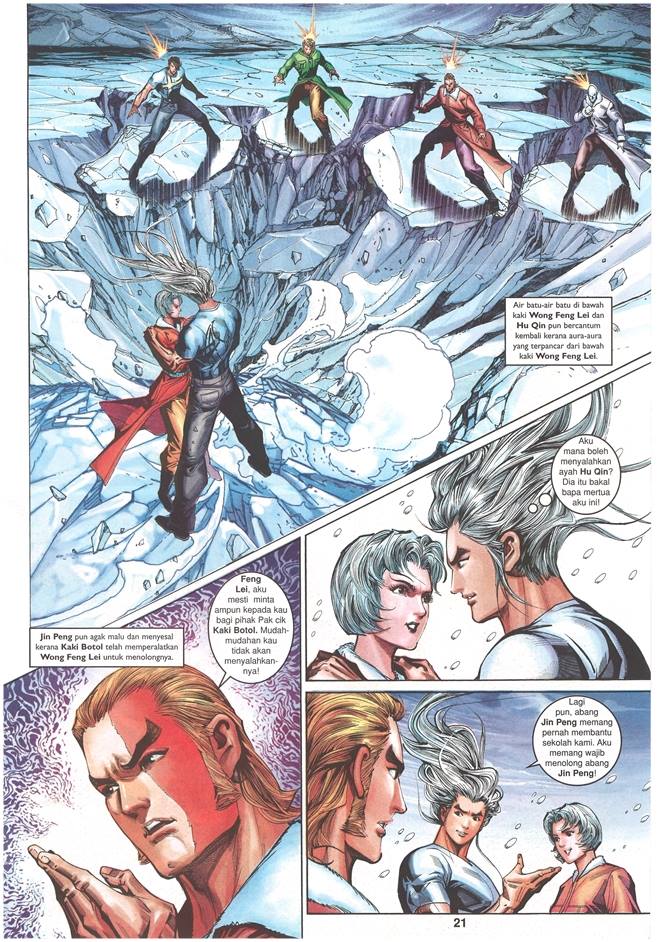 Air batu-air batu di bawah
kaki Wong Feng Lei dan
Hu Qin pun bercantum
kembali kerana aura-aura
yang terpancar dari bawah
kaki Wong Feng Lei.
Aku
mana boleh
menyalahkan
ayah Hu Qin?
Dia itu bakal
bapa mertua
aku ini!
Jin Peng pun agak malu dan menyesal
kerana Kaki Botol telah memperalatkan
Wong Feng Lei untuk menolongnya.
Feng
Lei, aku
mesti minta
ampun kepada kau
bagi pihak Pak cik
Kaki Botol. Mudah-
mudahan kau
tidak akan
menyalahkan-
nya!
Lagi
pun, abang
Jin Peng memang
pernah membantu
sekolah kami. Aku
memang wajib
menolong abang
Jin Peng!
21